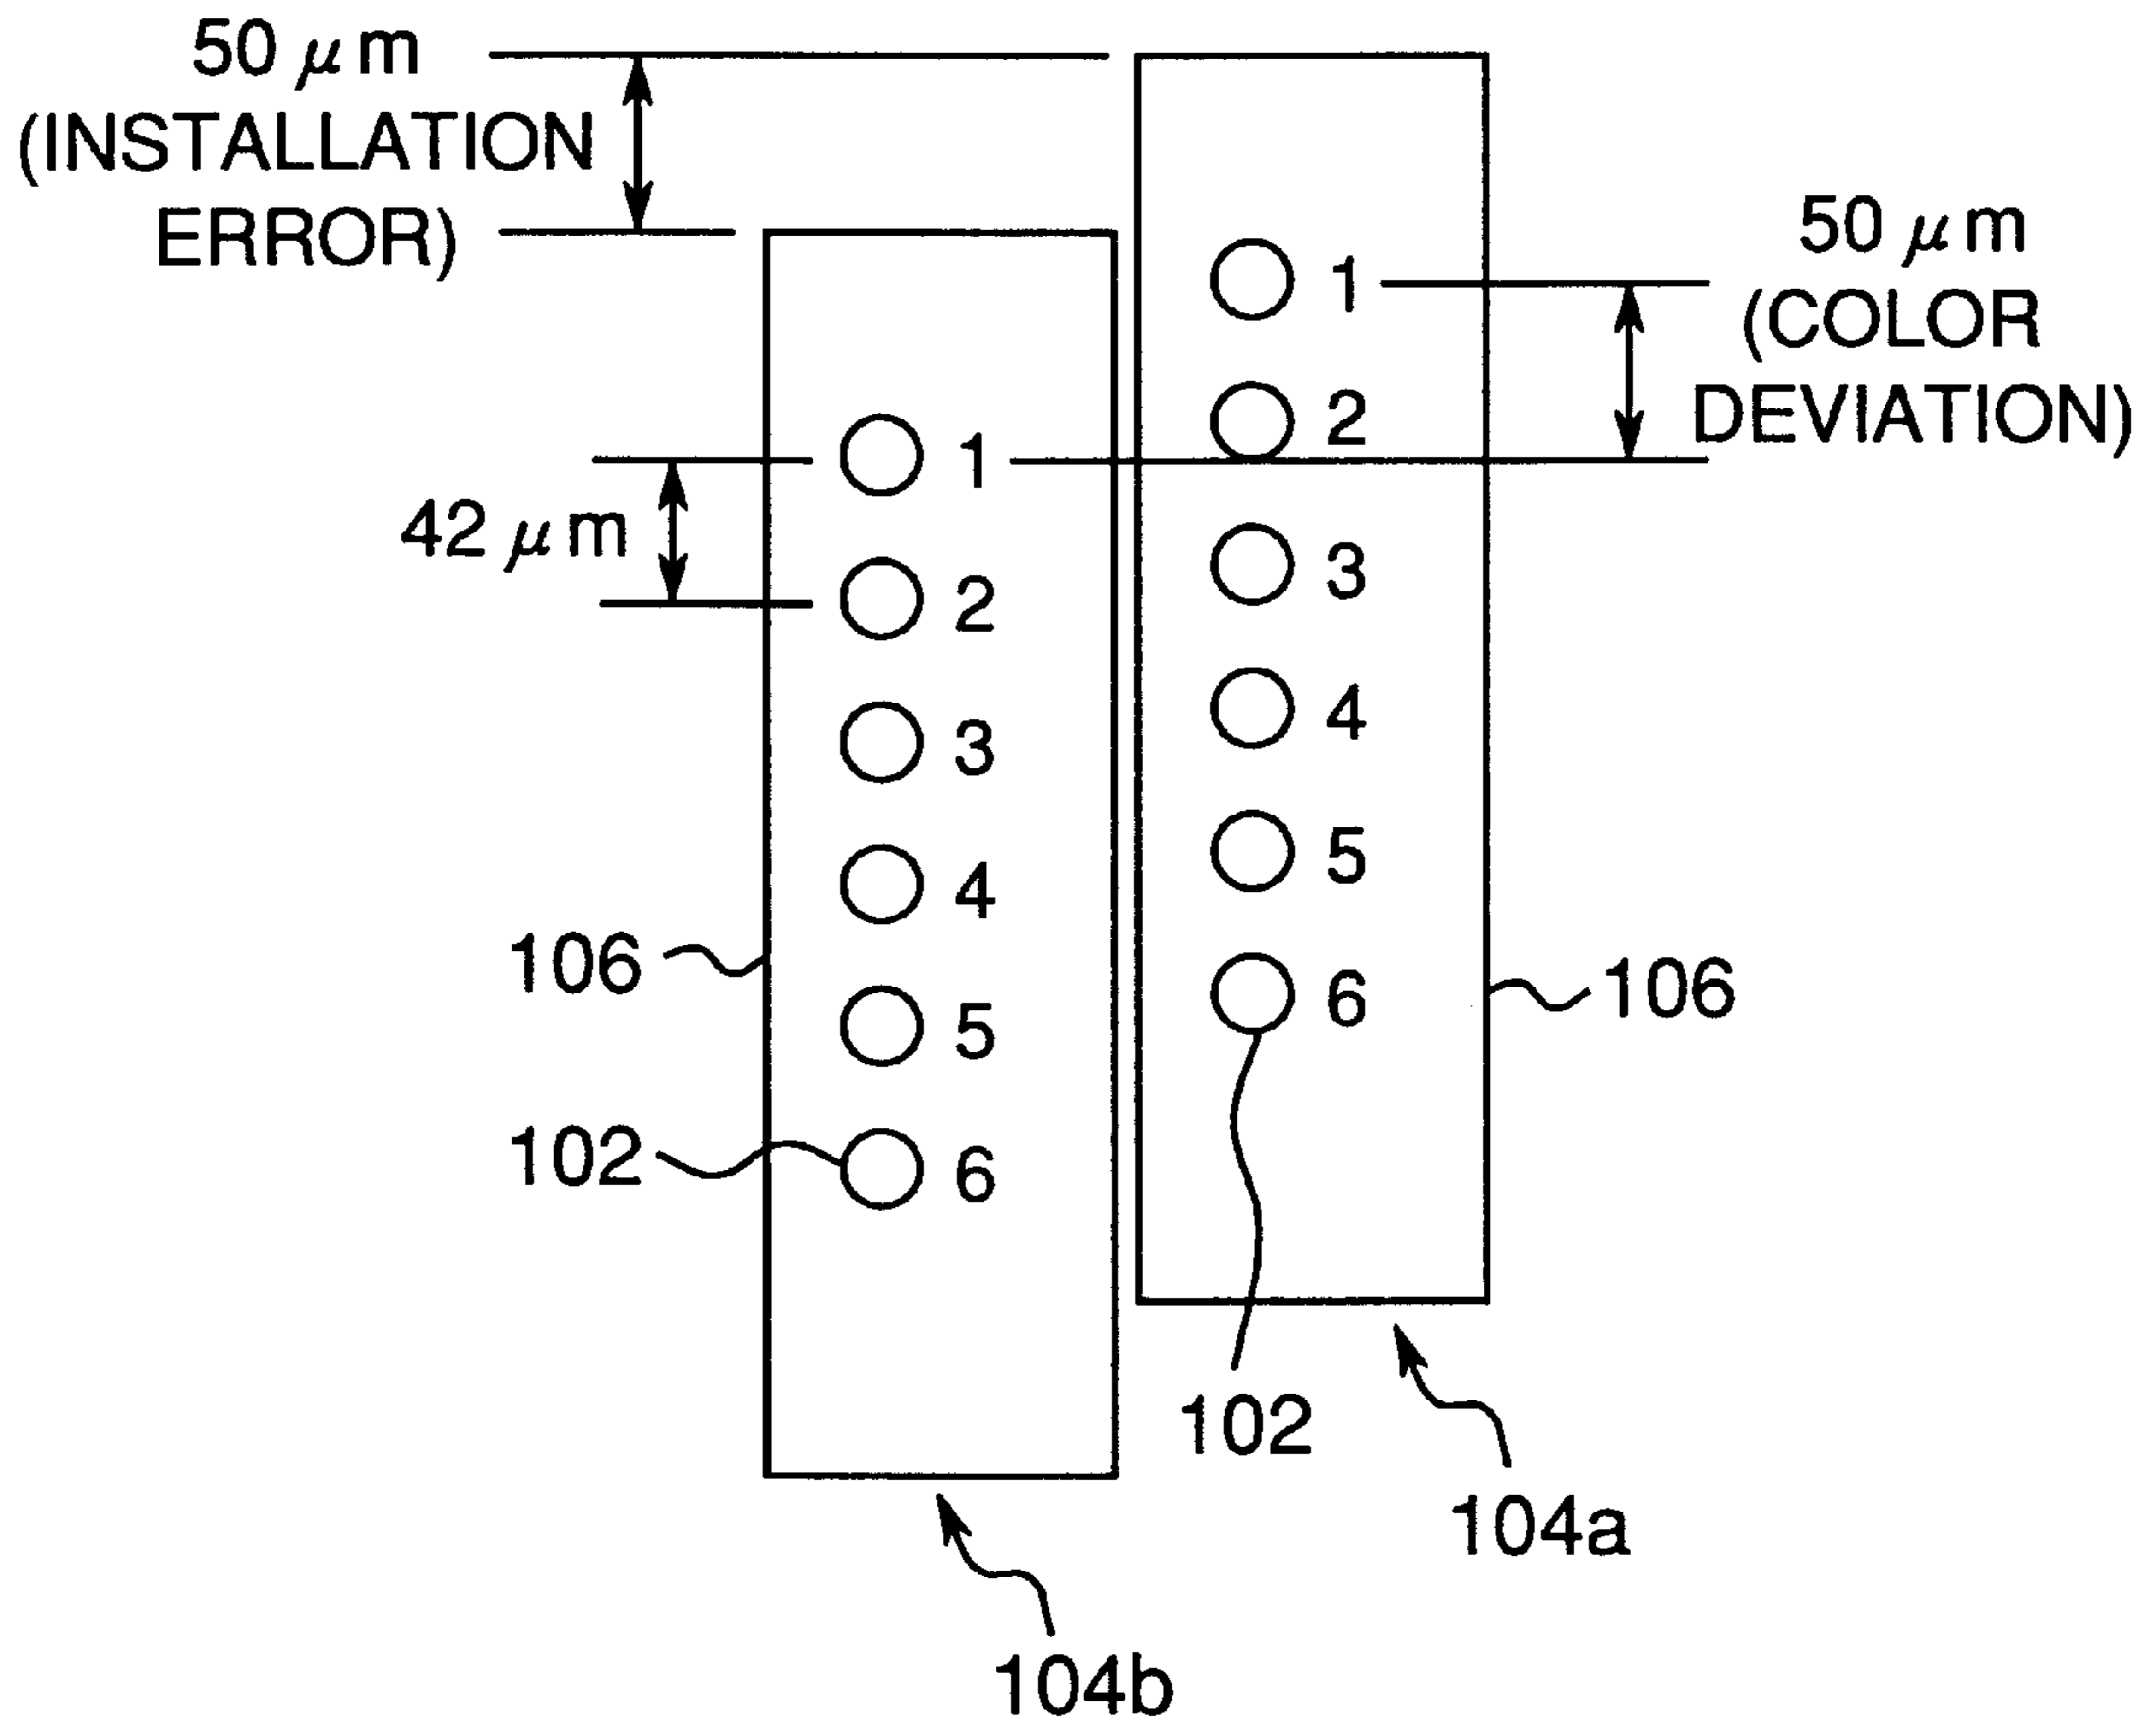 50 μm
(INSTALLATION
ERROR)
50 μm
(COLOR
DEVIATION)
42 μm
1
2
3
4
5
6
1
2
3
4
5
6
106
102
106
102
104a
104b